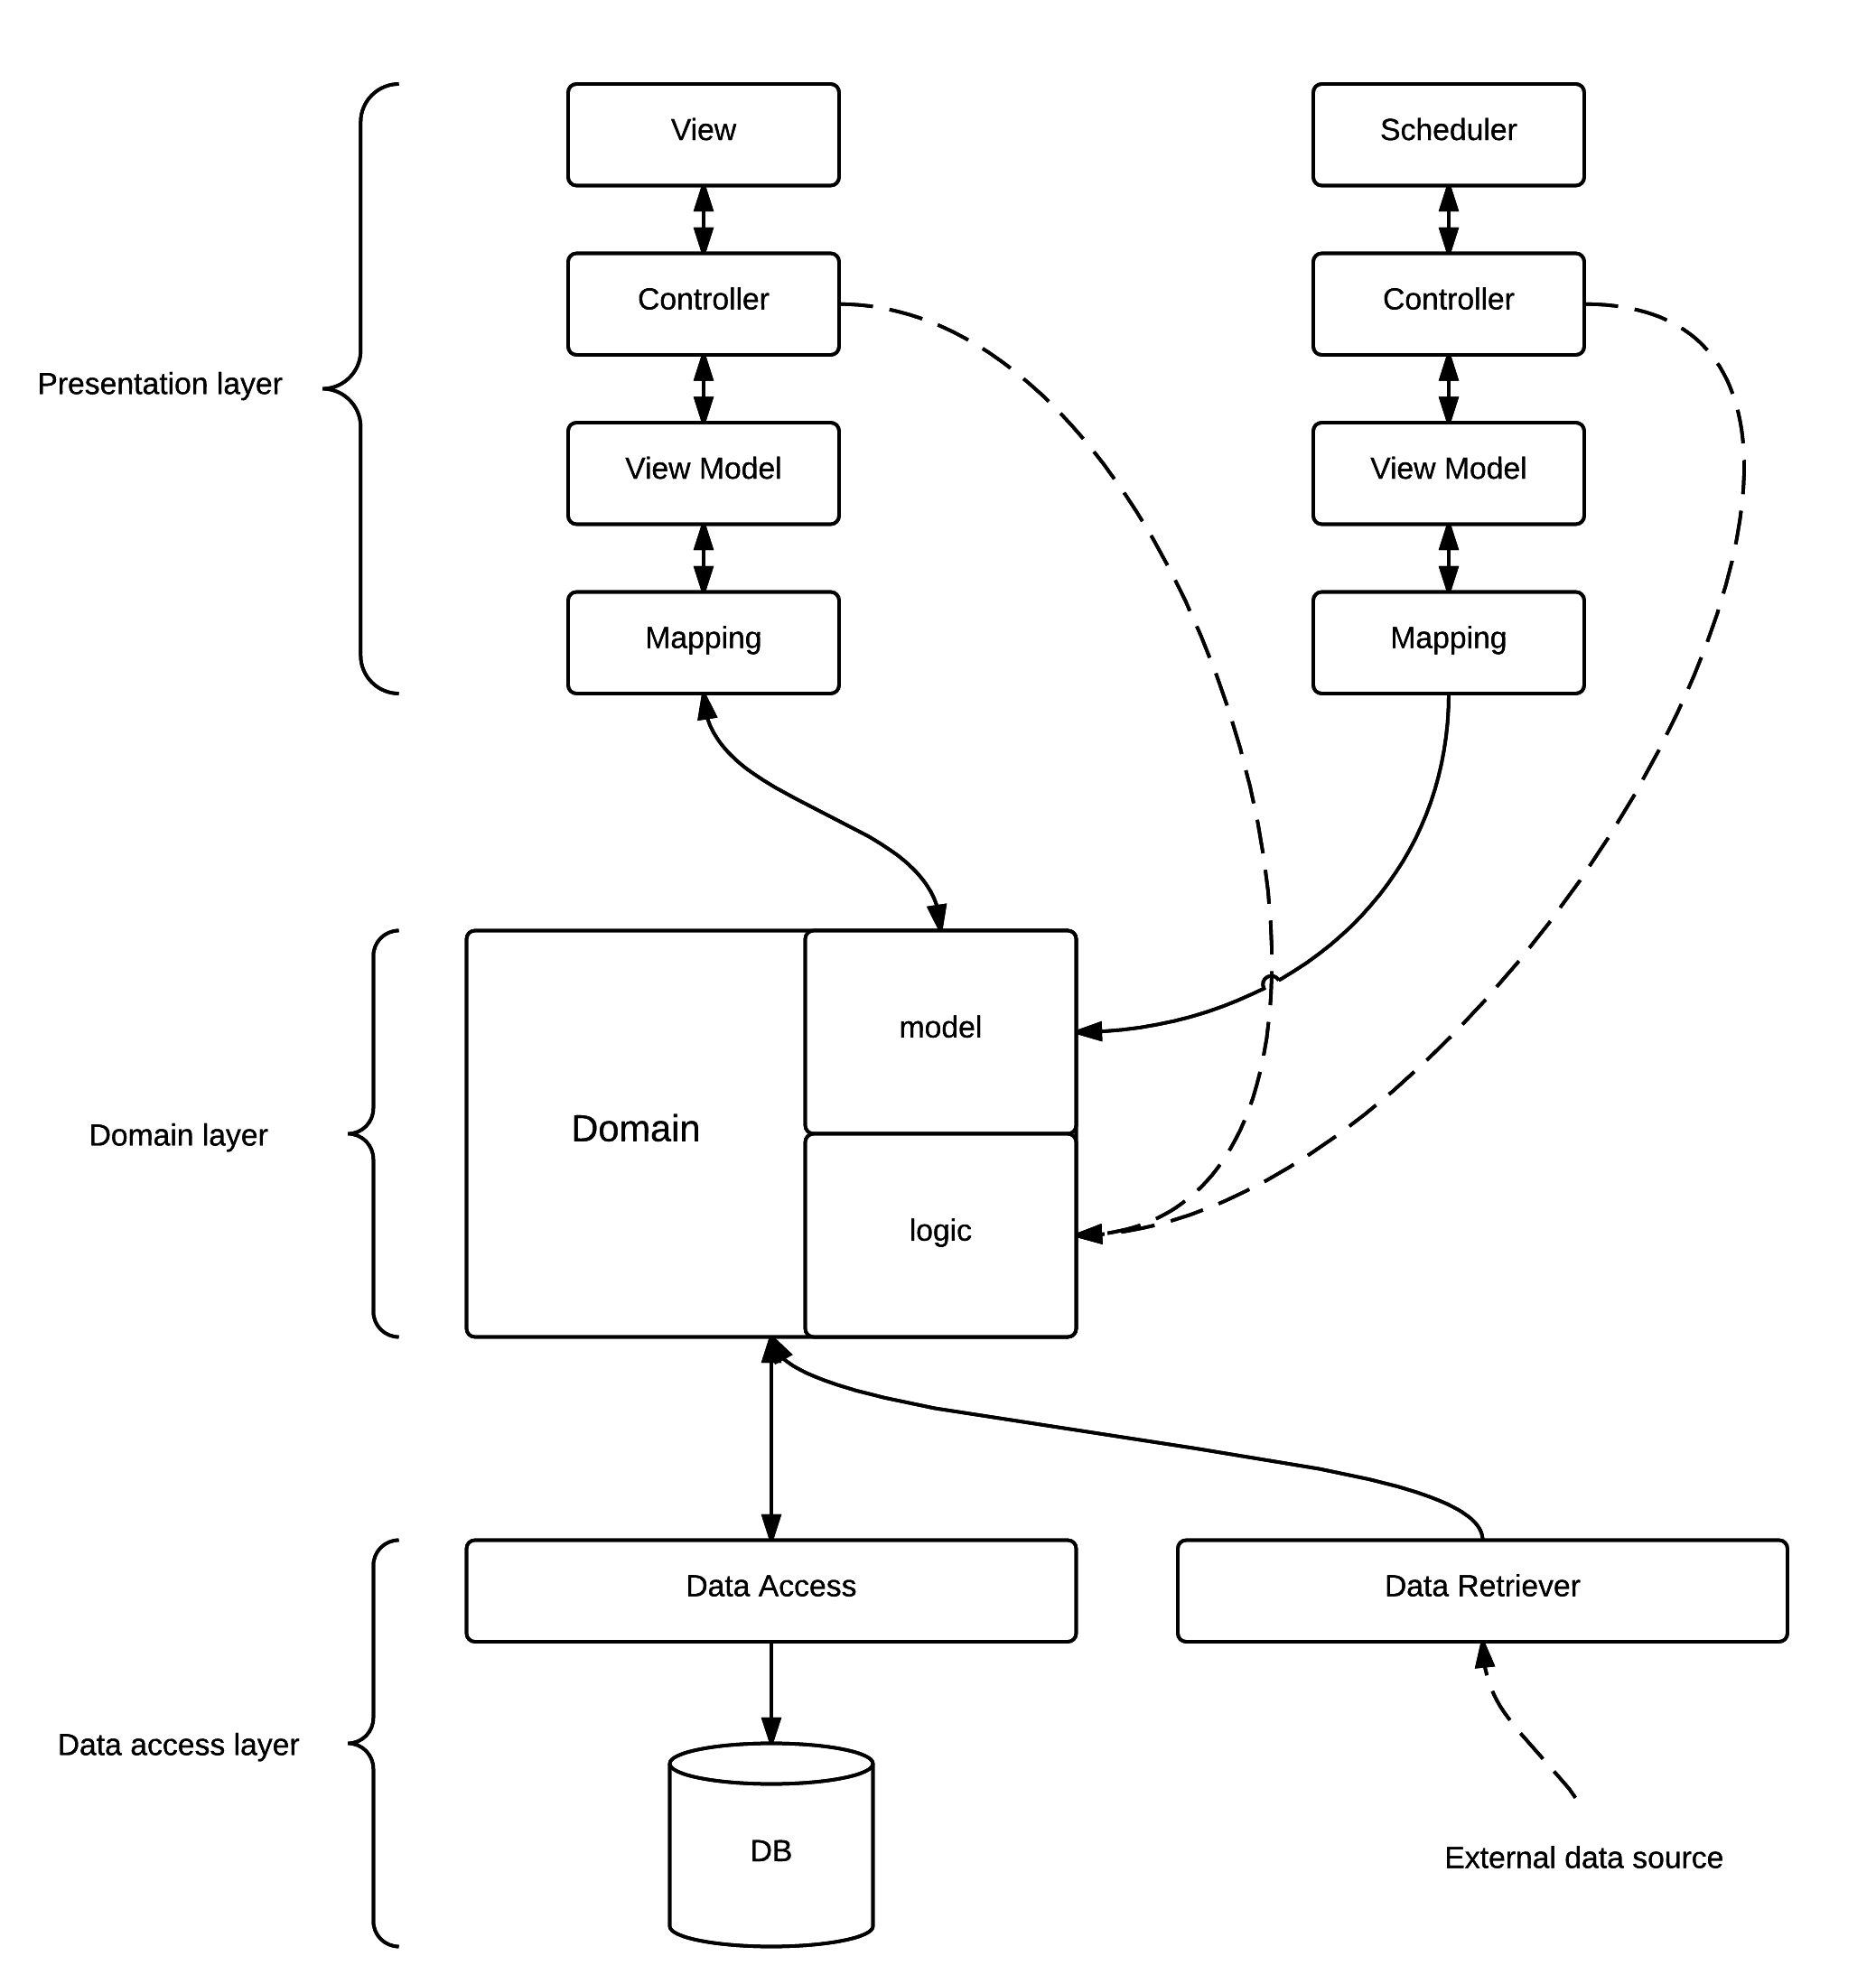 View
Scheduler
Controller
Controller
Presentation layer
View Model
View Model
Mapping
Mapping
model
Domain
Domain layer
logic
Data Access
Data Retriever
Data access layer
DB
External data source